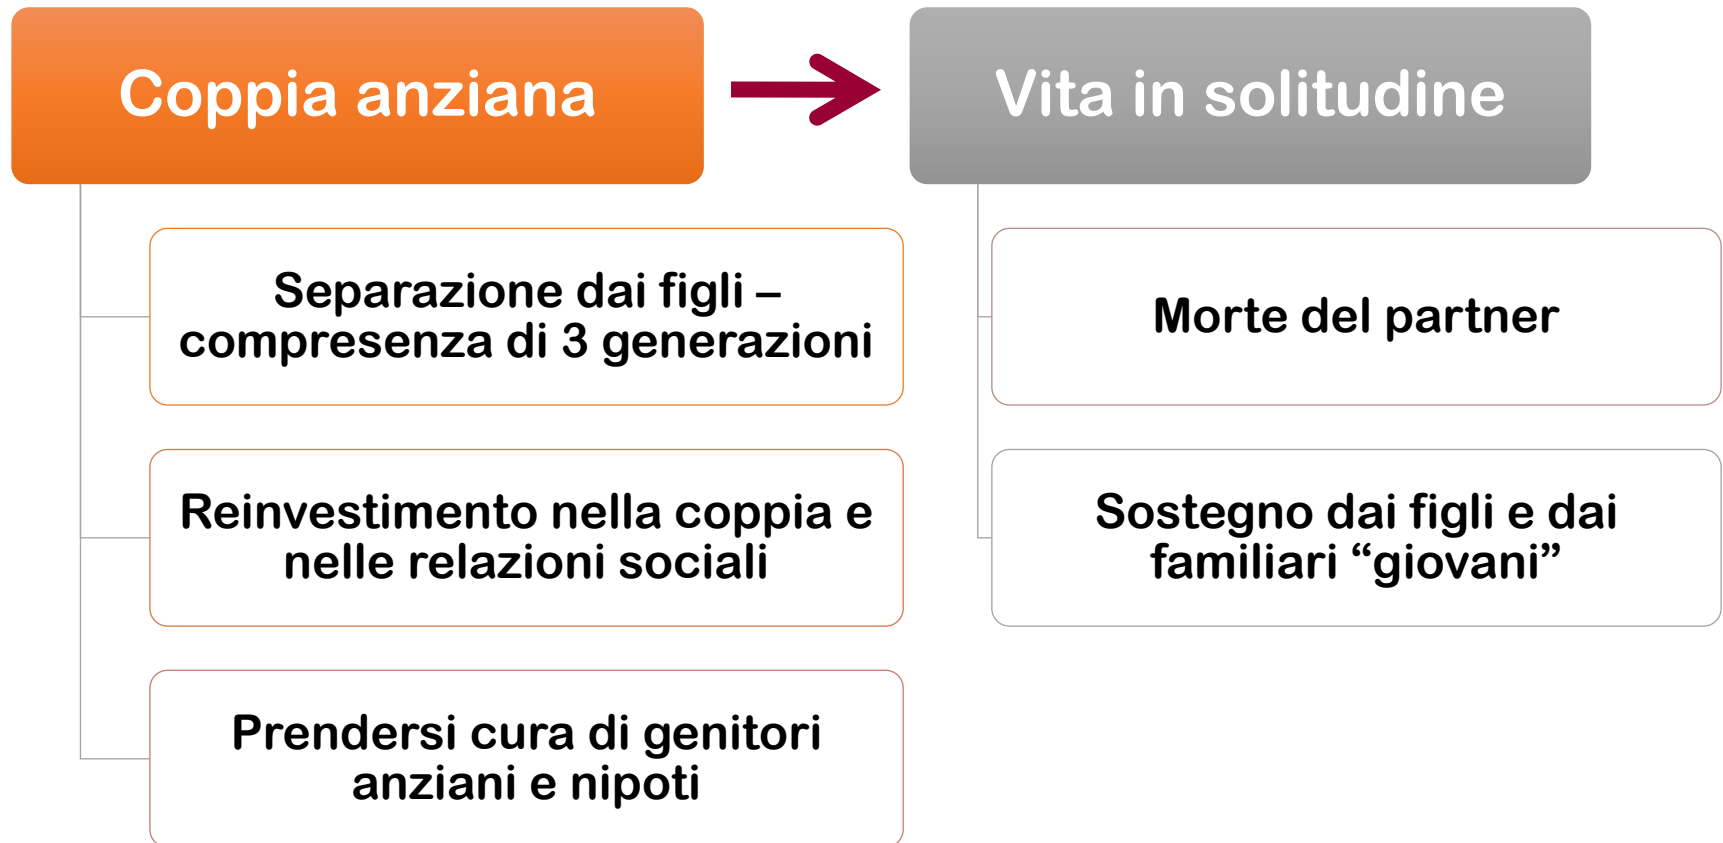 Coppia anziana
Separazione dai figli –
compresenza di 3 generazioni
Reinvestimento nella coppia e
nelle relazioni sociali
Prendersi cura di genitori
anziani e nipoti
Vita in solitudine
Morte del partner
Sostegno dai figli e dai
familiari “giovani”